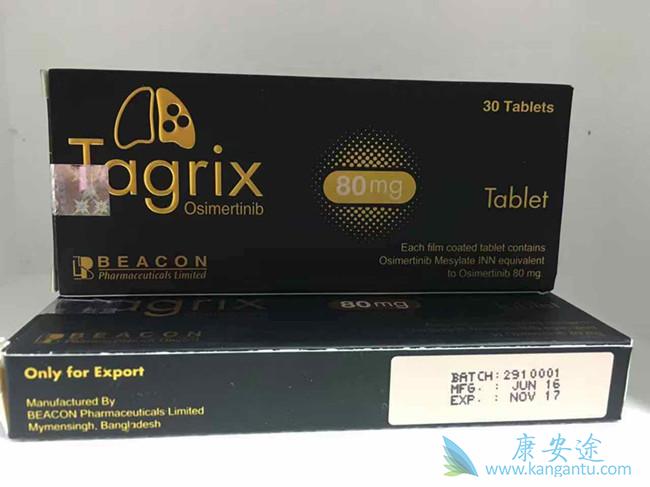 30 Tablets
Tagrix
Osimertinib
80mg
Tablet
BEACON
Pharmaceuticals Limited
Each film coated tablet contains
Osimertinib Mesylate INN equivalent
to Osimertinib 80 mg.
Tagrix
80mg
Tablet
BEACON
Only for Export
Manufactured By
BEACON Pharmaceuticals Limited
Mymensingh, Bangladesh
BATCH: 2910001
MFG. : JUN 16
EXP. : NOV 17
康安途
www.kangantu.com